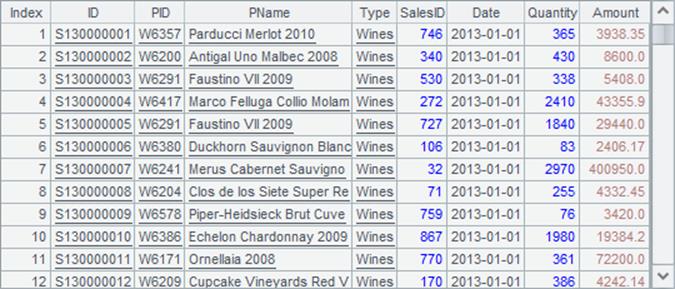 Index ID PID PName Type SalesID Date Quantity Amount
1 S130000001 W6357 Parducci Merlot 2010 Wines 746 2013-01-01 365 3938.35
2 S130000002 W6200 Antigal Uno Malbec 2008 Wines 340 2013-01-01 430 8600.0
3 S130000003 W6291 Faustino VII 2009 Wines 530 2013-01-01 338 5408.0
4 S130000004 W6417 Marco Felluga Collio Molam Wines 272 2013-01-01 2410 43355.9
5 S130000005 W6291 Faustino VII 2009 Wines 727 2013-01-01 1840 29440.0
6 S130000006 W6380 Duckhorn Sauvignon Blanc Wines 106 2013-01-01 83 2406.17
7 S130000007 W6241 Merus Cabernet Sauvigno Wines 32 2013-01-01 2970 400950.0
8 S130000008 W6204 Clos de los Siete Super Re Wines 71 2013-01-01 255 4332.45
9 S130000009 W6578 Piper-Heidsieck Brut Cuve Wines 759 2013-01-01 76 3420.0
10 S130000010 W6386 Echelon Chardonnay 2009 Wines 867 2013-01-01 1980 19384.2
11 S130000011 W6171 Ornellaia 2008 Wines 770 2013-01-01 361 72200.0
12 S130000012 W6209 Cupcake Vineyards Red V Wines 170 2013-01-01 386 4242.14